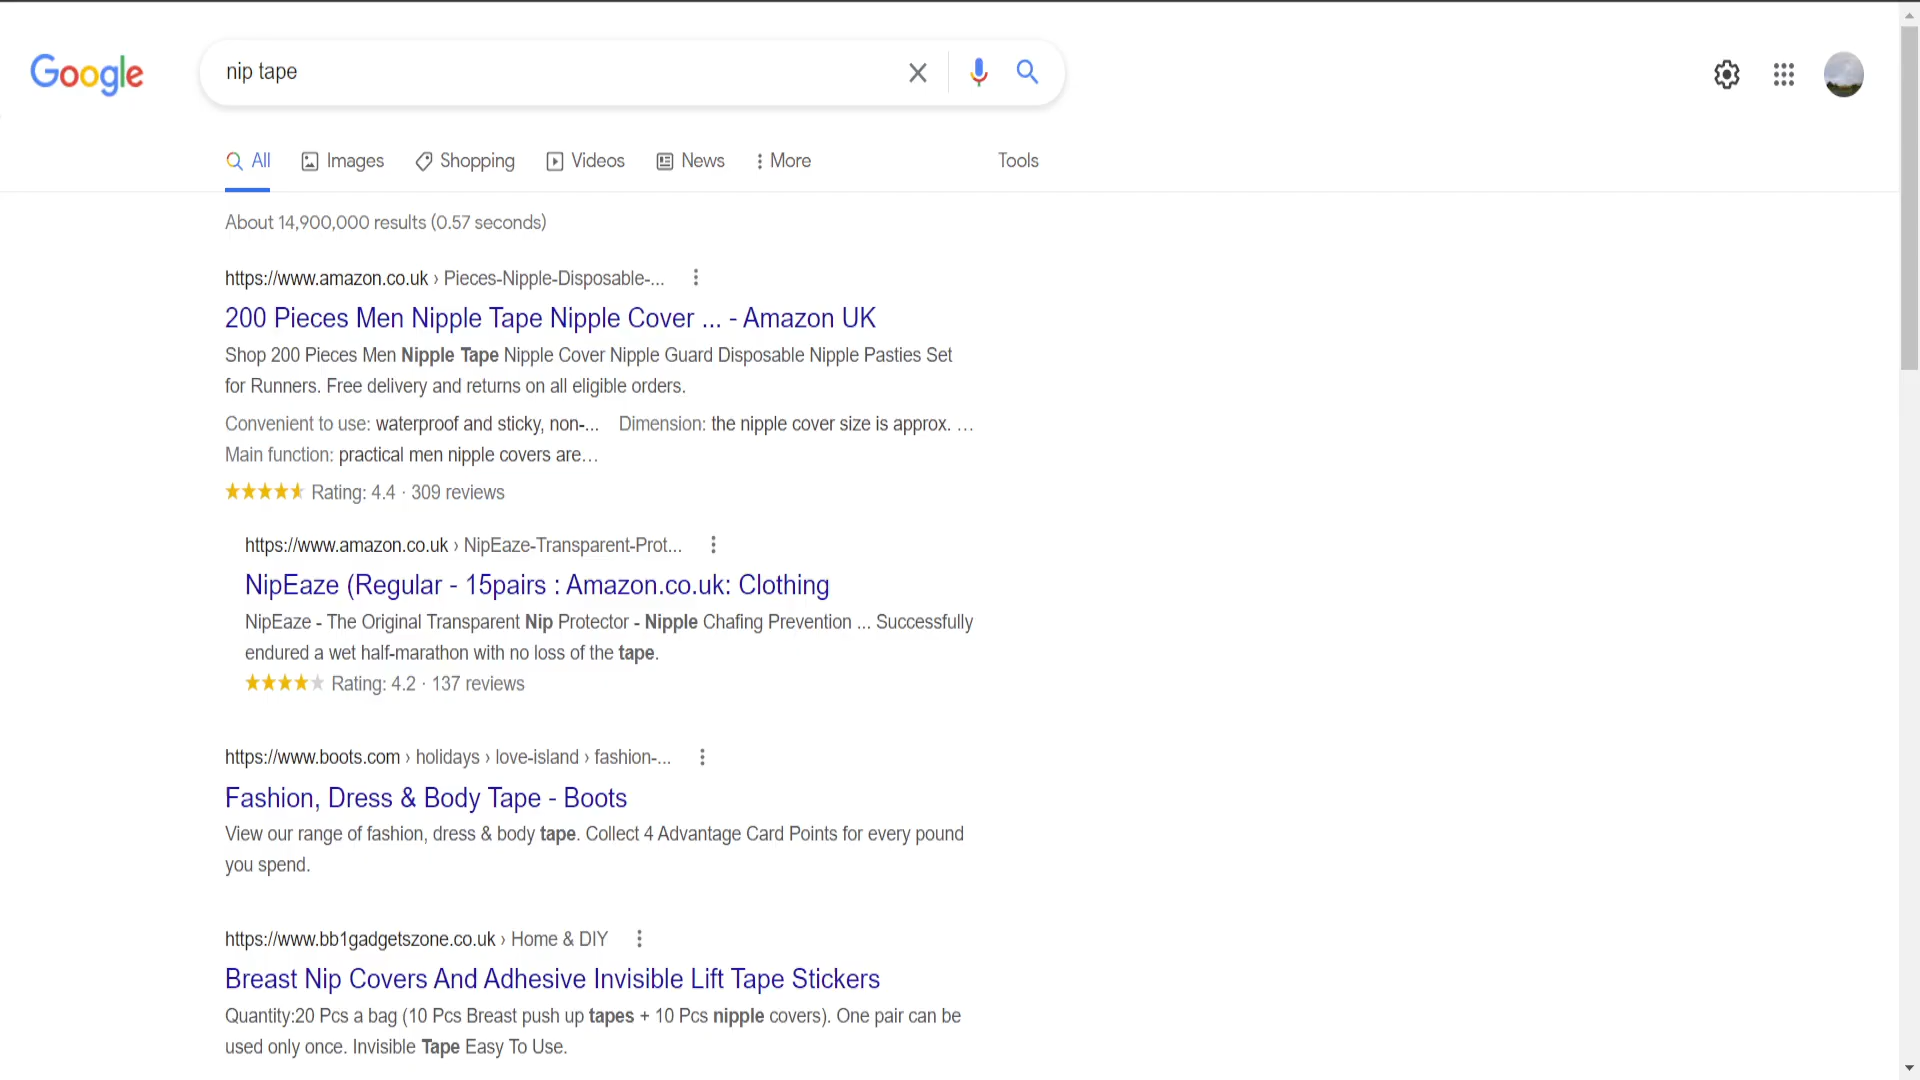 Google
nip tape
All Images Shopping Videos News More Tools
About 14,900,000 results (0.57 seconds)
https://www.amazon.co.uk › Pieces-Nipple-Disposable-...
200 Pieces Men Nipple Tape Nipple Cover ... - Amazon UK
Shop 200 Pieces Men Nipple Tape Nipple Cover Nipple Guard Disposable Nipple Pasties Set
for Runners. Free delivery and returns on all eligible orders.
Convenient to use: waterproof and sticky, non-... Dimension: the nipple cover size is approx. …
Main function: practical men nipple covers are…
Rating: 4.4 · 309 reviews
https://www.amazon.co.uk › NipEaze-Transparent-Prot...
NipEaze (Regular - 15pairs : Amazon.co.uk: Clothing
NipEaze - The Original Transparent Nip Protector - Nipple Chafing Prevention ... Successfully
endured a wet half-marathon with no loss of the tape.
Rating: 4.2 · 137 reviews
https://www.boots.com › holidays › love-island › fashion-...
Fashion, Dress & Body Tape - Boots
View our range of fashion, dress & body tape. Collect 4 Advantage Card Points for every pound
you spend.
https://www.bb1gadgetszone.co.uk › Home & DIY
Breast Nip Covers And Adhesive Invisible Lift Tape Stickers
Quantity:20 Pcs a bag (10 Pcs Breast push up tapes + 10 Pcs nipple covers). One pair can be
used only once. Invisible Tape Easy To Use.